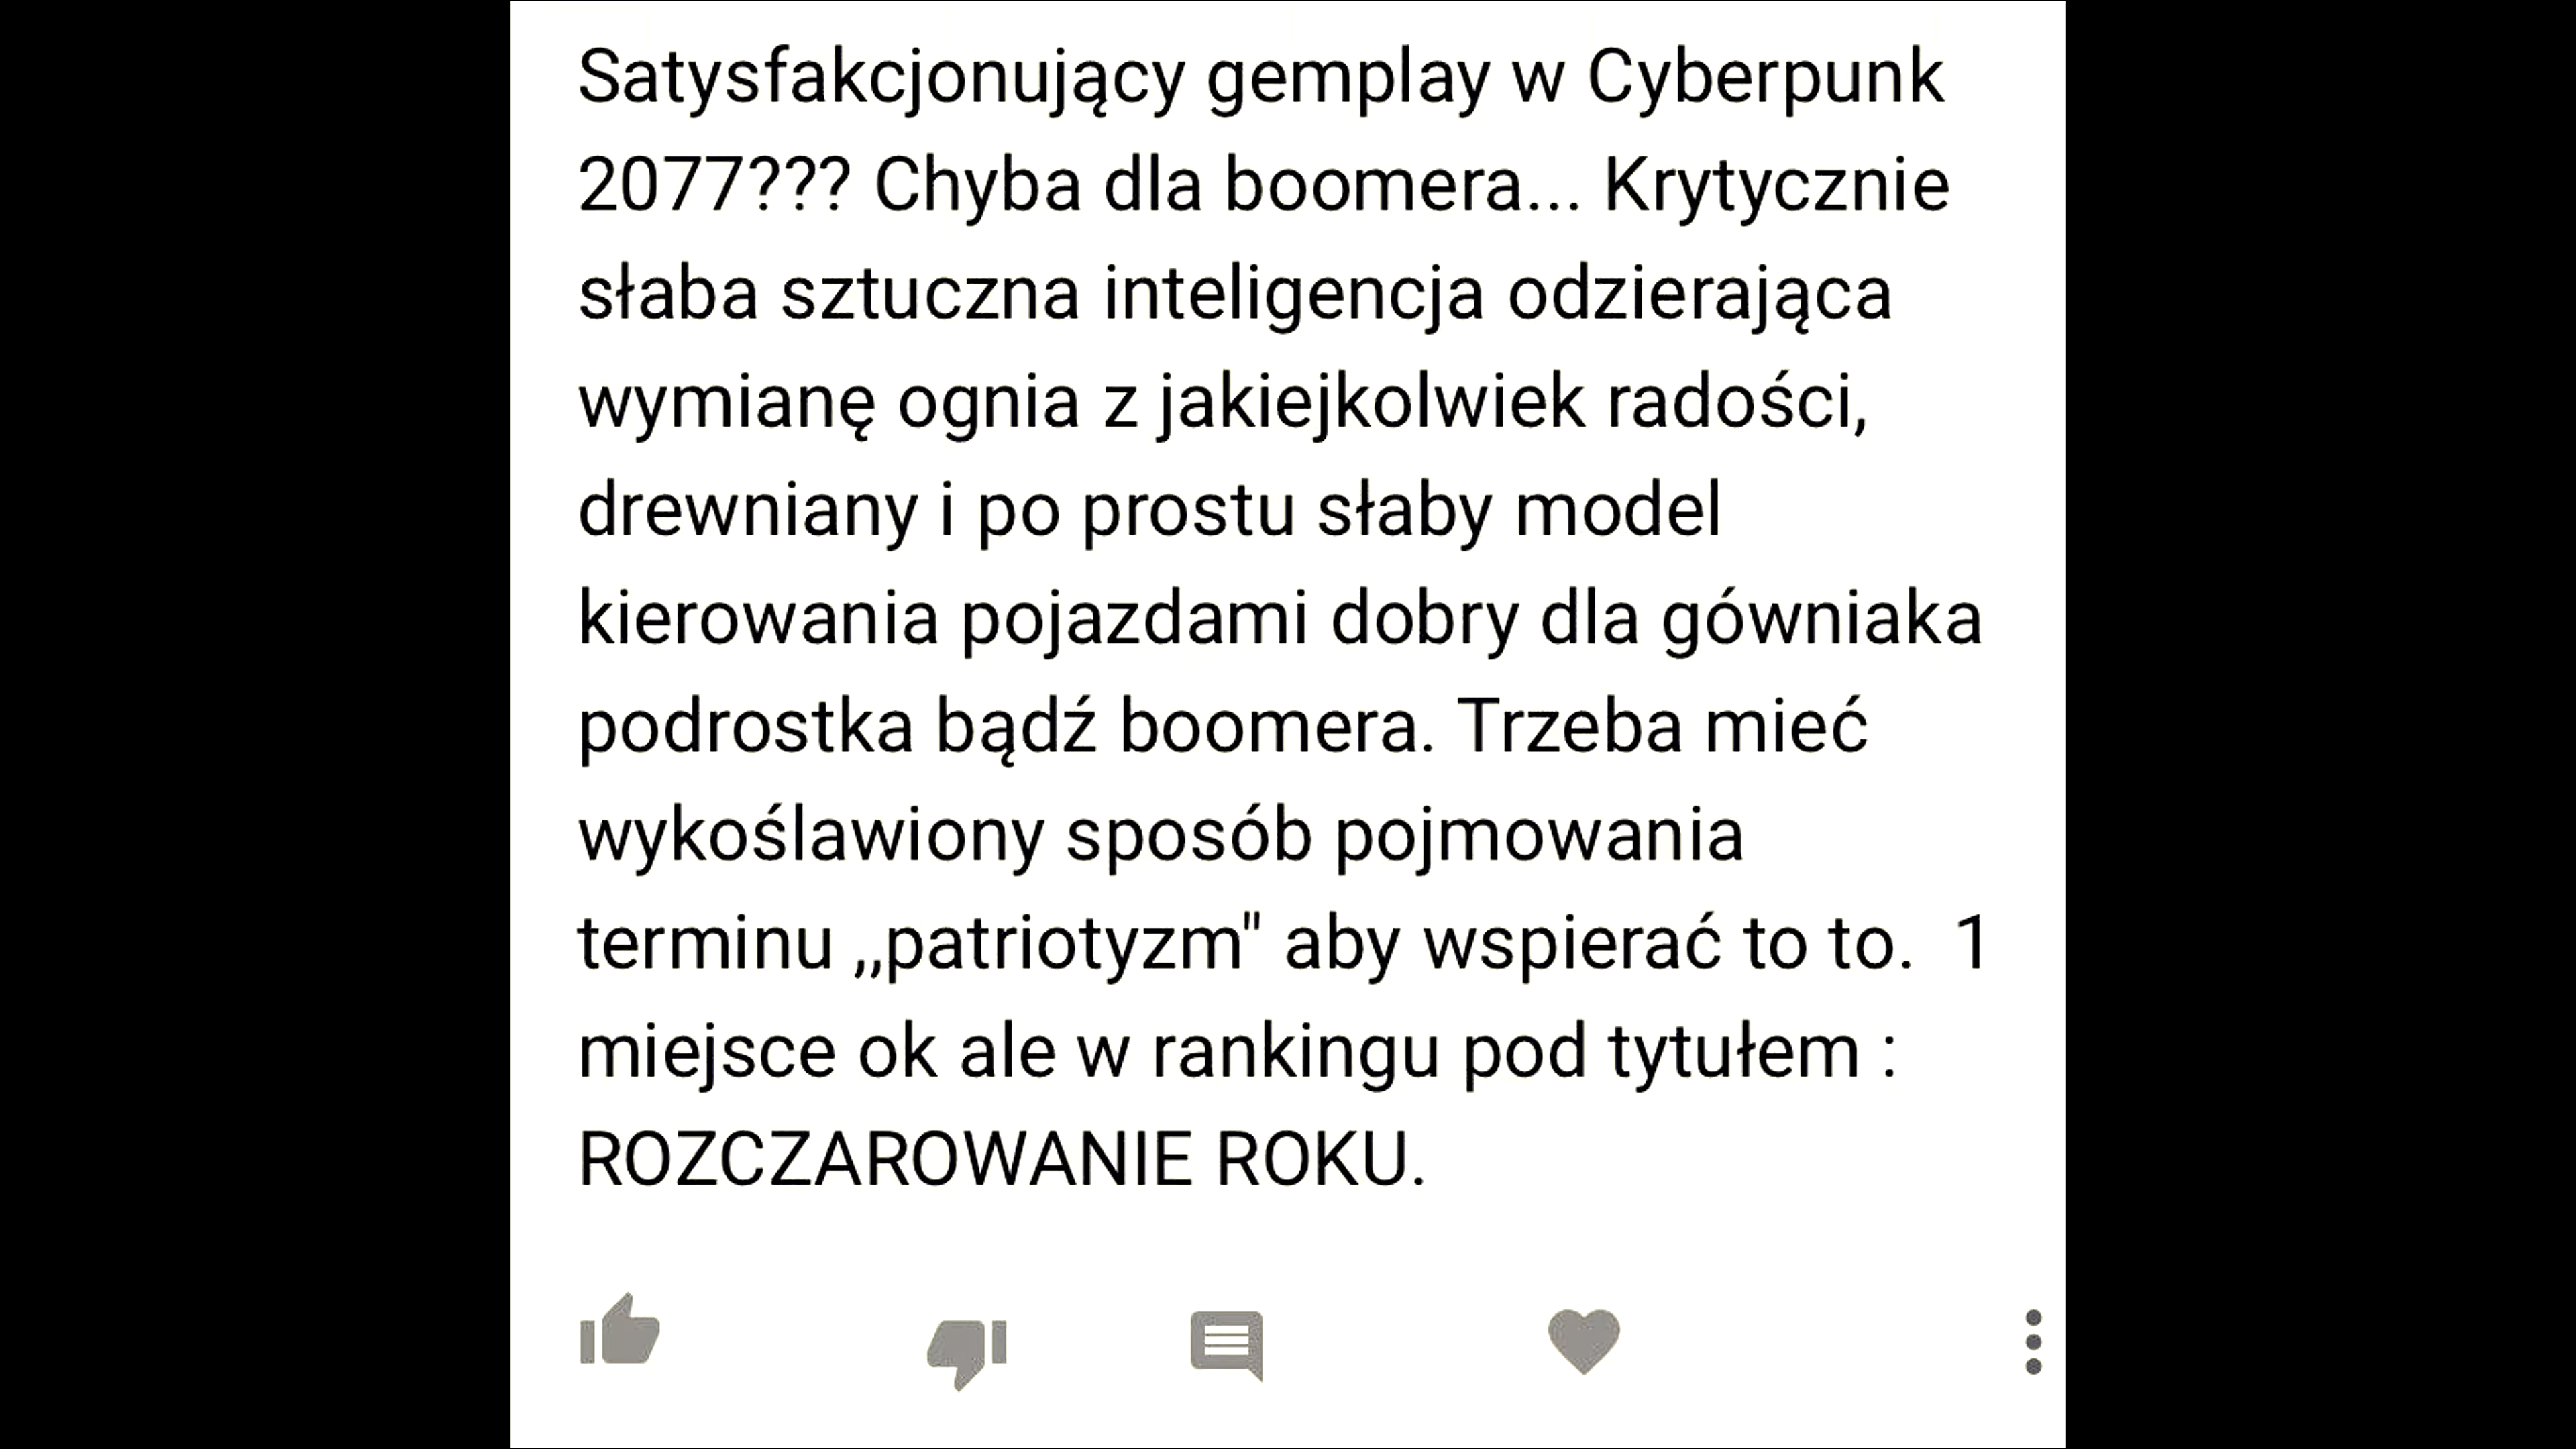 Satysfakcjonujący gemplay w Cyberpunk
2077??? Chyba dla boomera... Krytycznie
słaba sztuczna inteligencja odzierająca
wymianę ognia z jakiejkolwiek radości,
drewniany i po prostu słaby model
kierowania pojazdami dobry dla gówniaka
podrostka bądź boomera. Trzeba mieć
wykoślawiony sposób pojmowania
terminu ,,patriotyzm" aby wspierać to to.  1
miejsce ok ale w rankingu pod tytułem :
ROZCZAROWANIE ROKU.